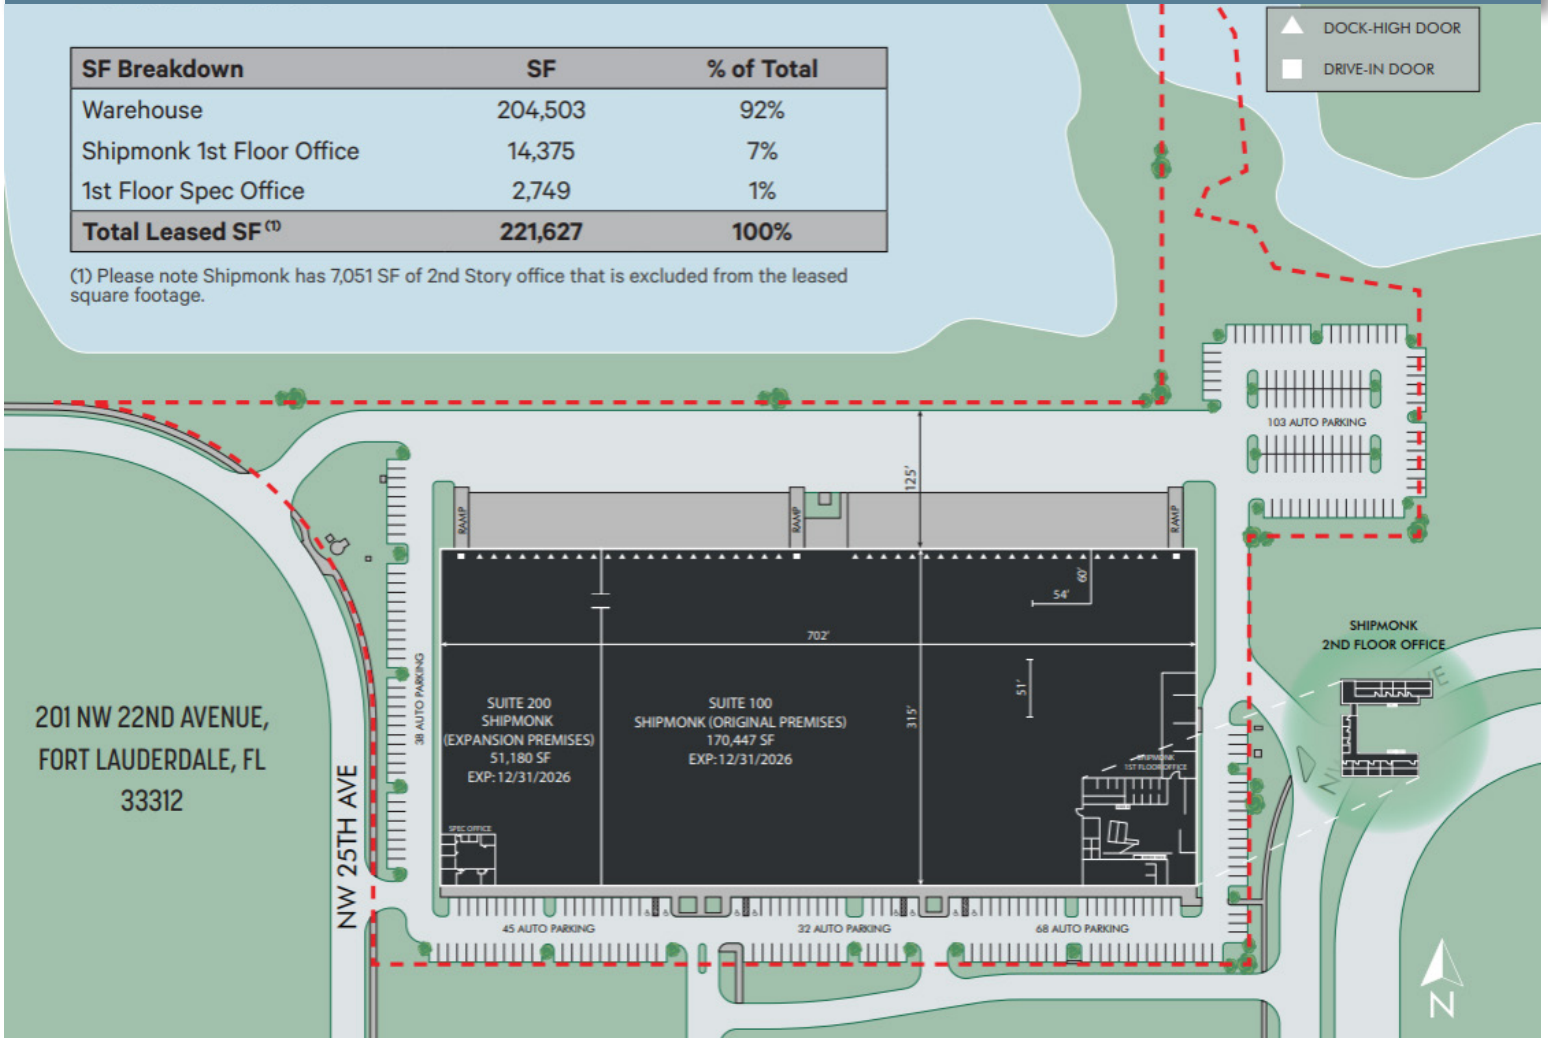 SF Breakdown SF % of Total
Warehouse 204,503 92%
Shipmonk 1st Floor Office 14,375 7%
1st Floor Spec Office 2,749 1%
Total Leased SF(1) 221,627 100%
(1) Please note Shipmonk has 7,051 SF of 2nd Story office that is excluded from the leased
square footage.
DOCK-HIGH DOOR
DRIVE-IN DOOR
103 AUTO PARKING
125'
RAMP
RAMP
RAMP
60'
54'
702'
51'
315'
38 AUTO PARKING
SUITE 200
SHIPMONK
(EXPANSION PREMISES)
51,180 SF
EXP: 12/31/2026
SUITE 100
SHIPMONK (ORIGINAL PREMISES)
170,447 SF
EXP: 12/31/2026
SHIPMONK
1ST FLOOR OFFICE
SPEC OFFICE
SHIPMONK
2ND FLOOR OFFICE
201 NW 22ND AVENUE,
FORT LAUDERDALE, FL
33312
NW 25TH AVE
45 AUTO PARKING
32 AUTO PARKING
68 AUTO PARKING
N